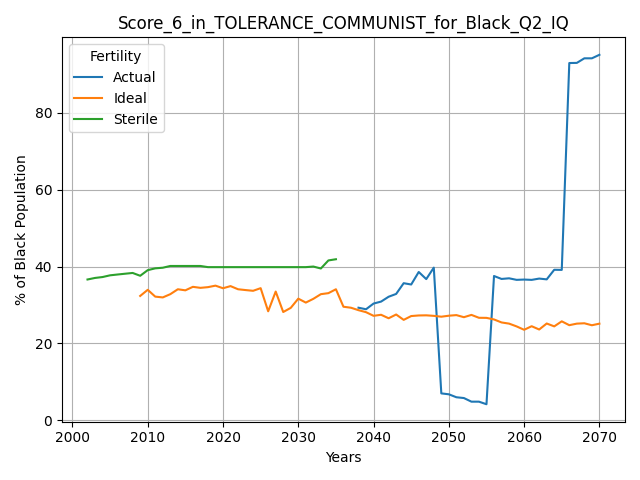 Score_6_in_TOLERANCE_COMMUNIST_for_Black_Q2_IQ
Fertility
Actual
Ideal
Sterile
% of Black Population
80
60
40
20
0
2000 2010 2020 2030 2040 2050 2060 2070
Years